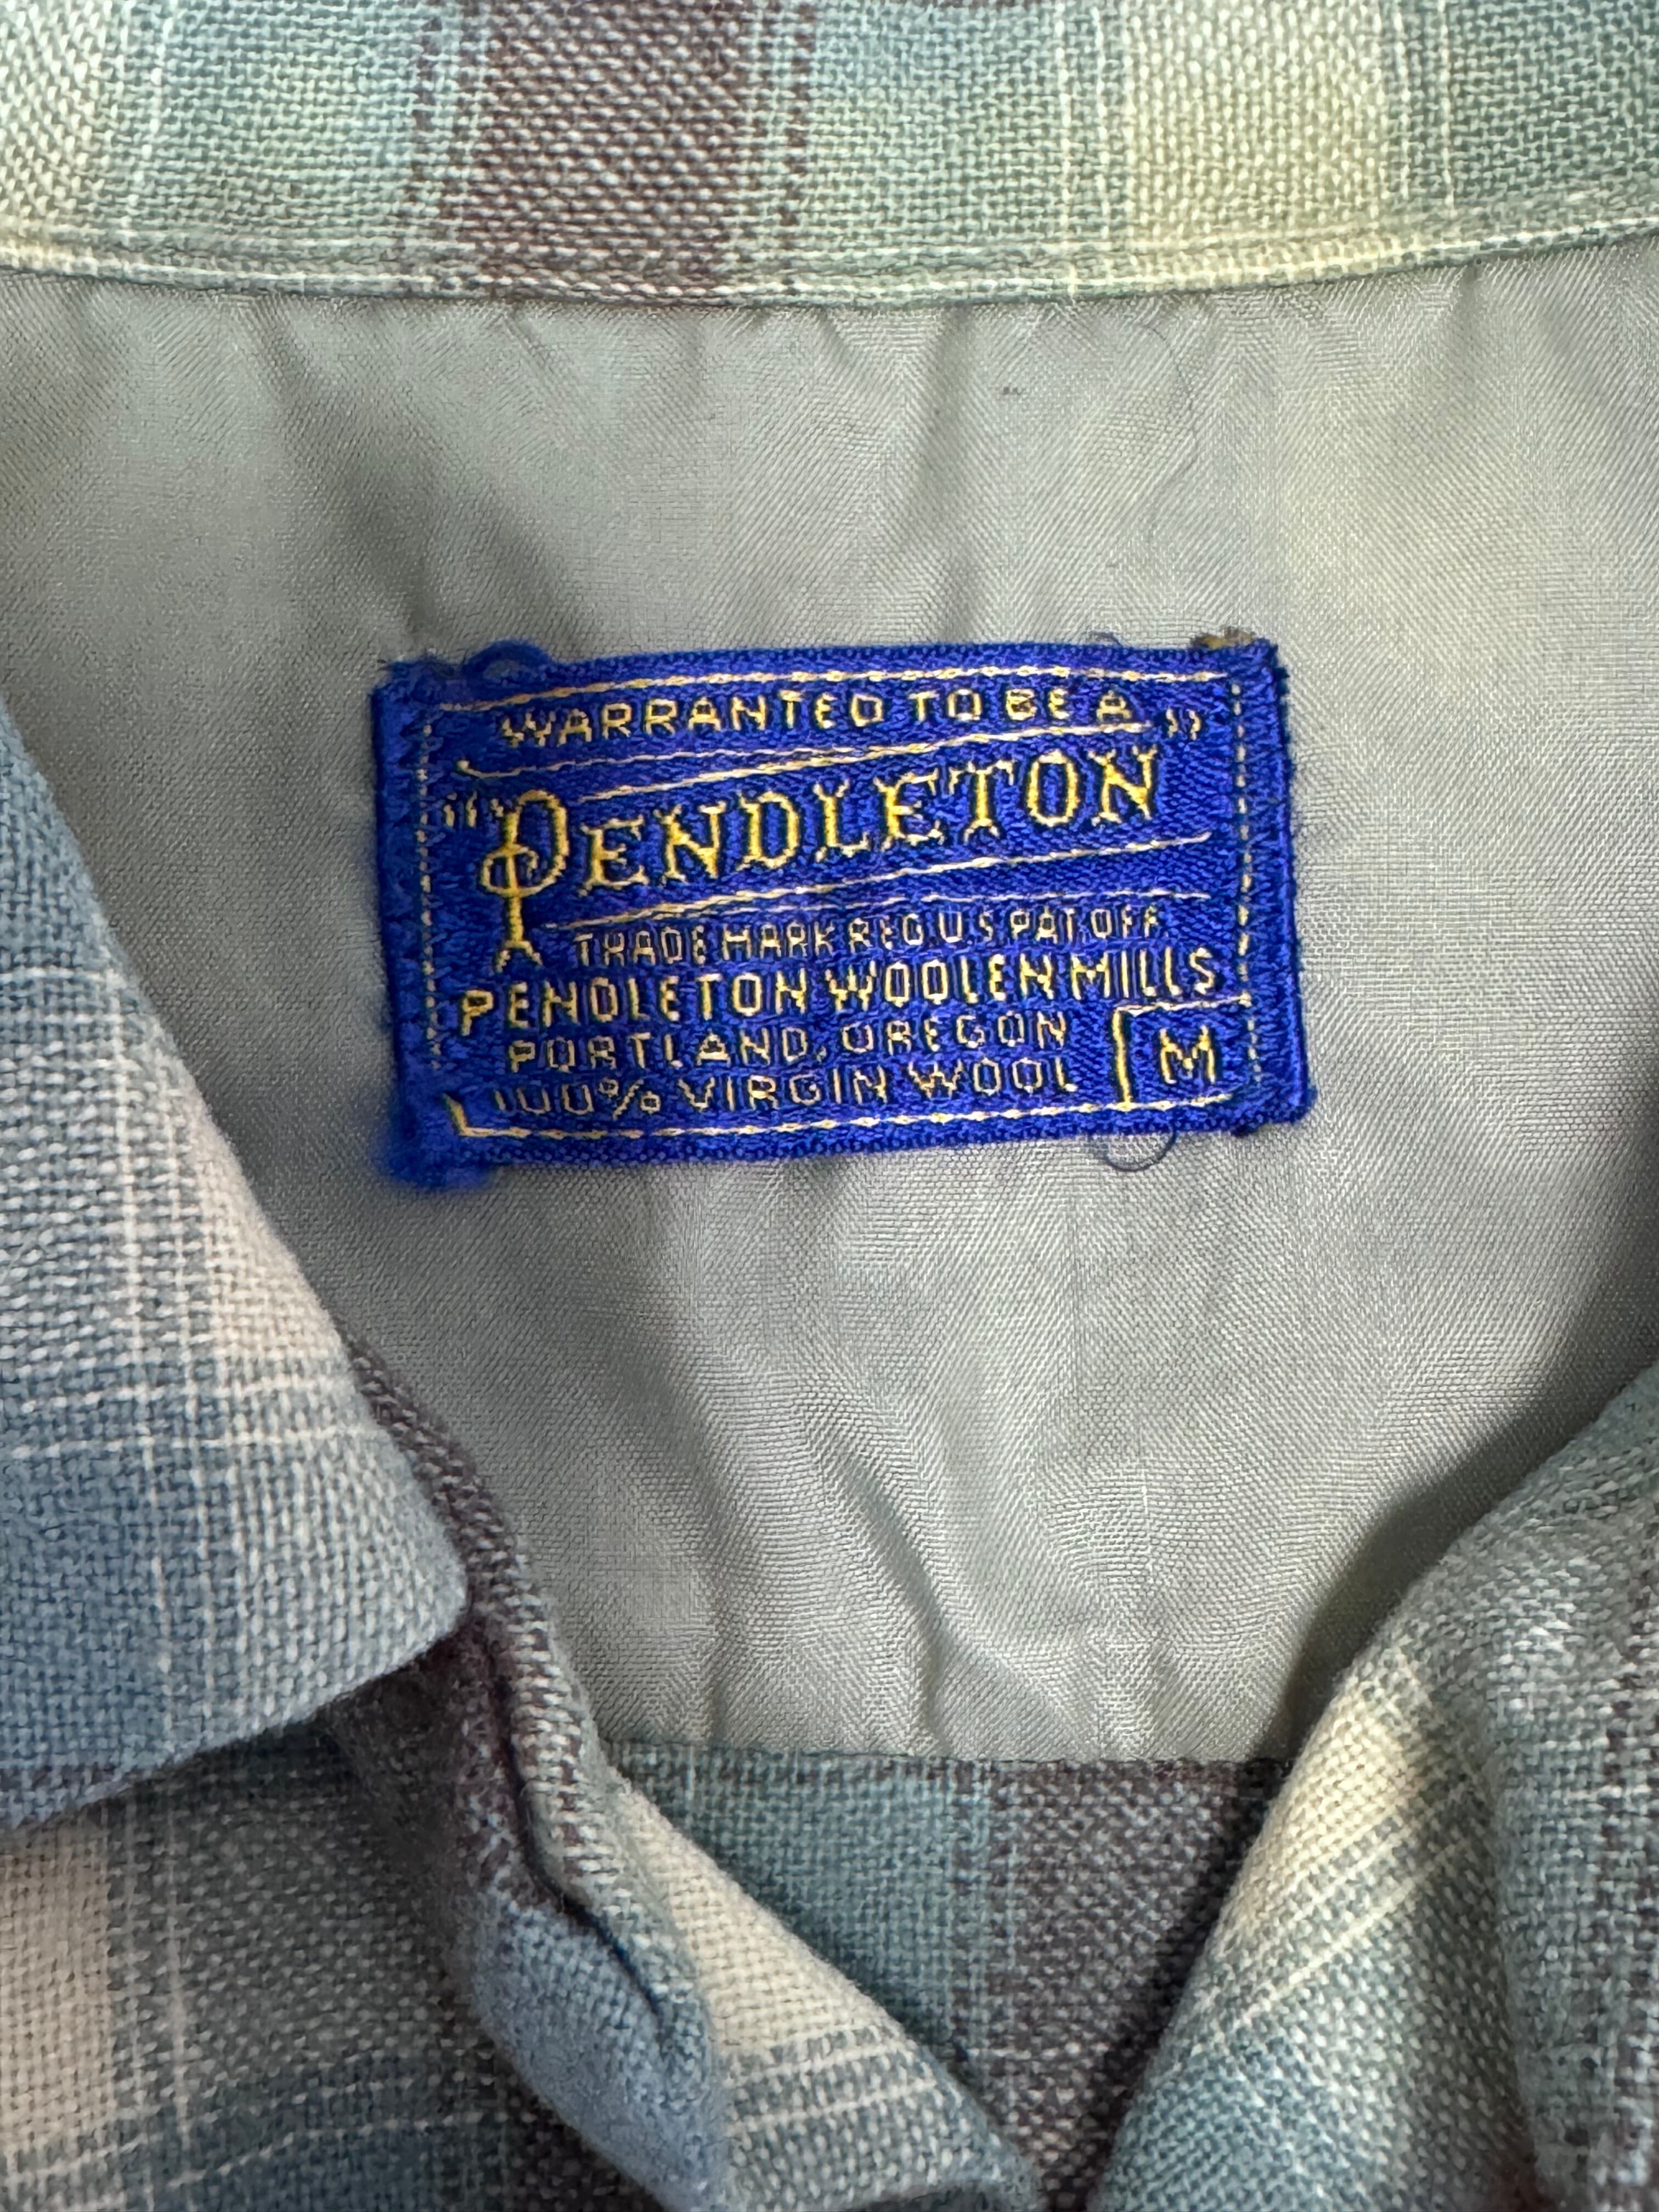 WARRANTED TO BE A
"PENDLETON"
TRADE MARK REG.U.S.PAT.OFF.
PENDLETON WOOLEN MILLS
PORTLAND, OREGON
100% VIRGIN WOOL
M